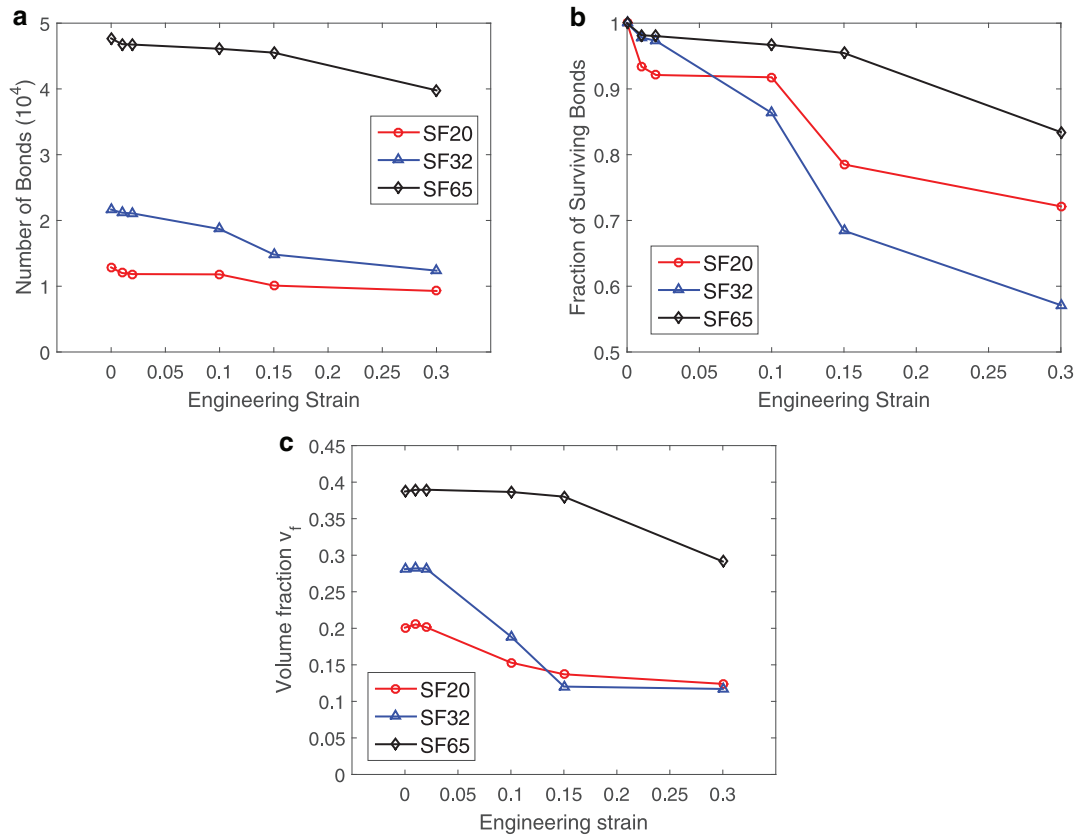 a
Number of Bonds (10^4)
5
4
3
2
1
0
0 0.05 0.1 0.15 0.2 0.25 0.3
Engineering Strain
SF20
SF32
SF65
b
Fraction of Surviving Bonds
1
0.9
0.8
0.7
0.6
0.5
0 0.05 0.1 0.15 0.2 0.25 0.3
Engineering Strain
SF20
SF32
SF65
c
Volume fraction v_f
0.45
0.4
0.35
0.3
0.25
0.2
0.15
0.1
0.05
0
0 0.05 0.1 0.15 0.2 0.25 0.3
Engineering strain
SF20
SF32
SF65